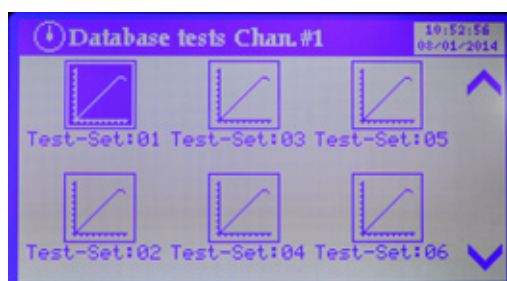 Database tests Chan.#1
10:52:56
08/01/2014
Test-Set:01 Test-Set:03 Test-Set:05
Test-Set:02 Test-Set:04 Test-Set:06